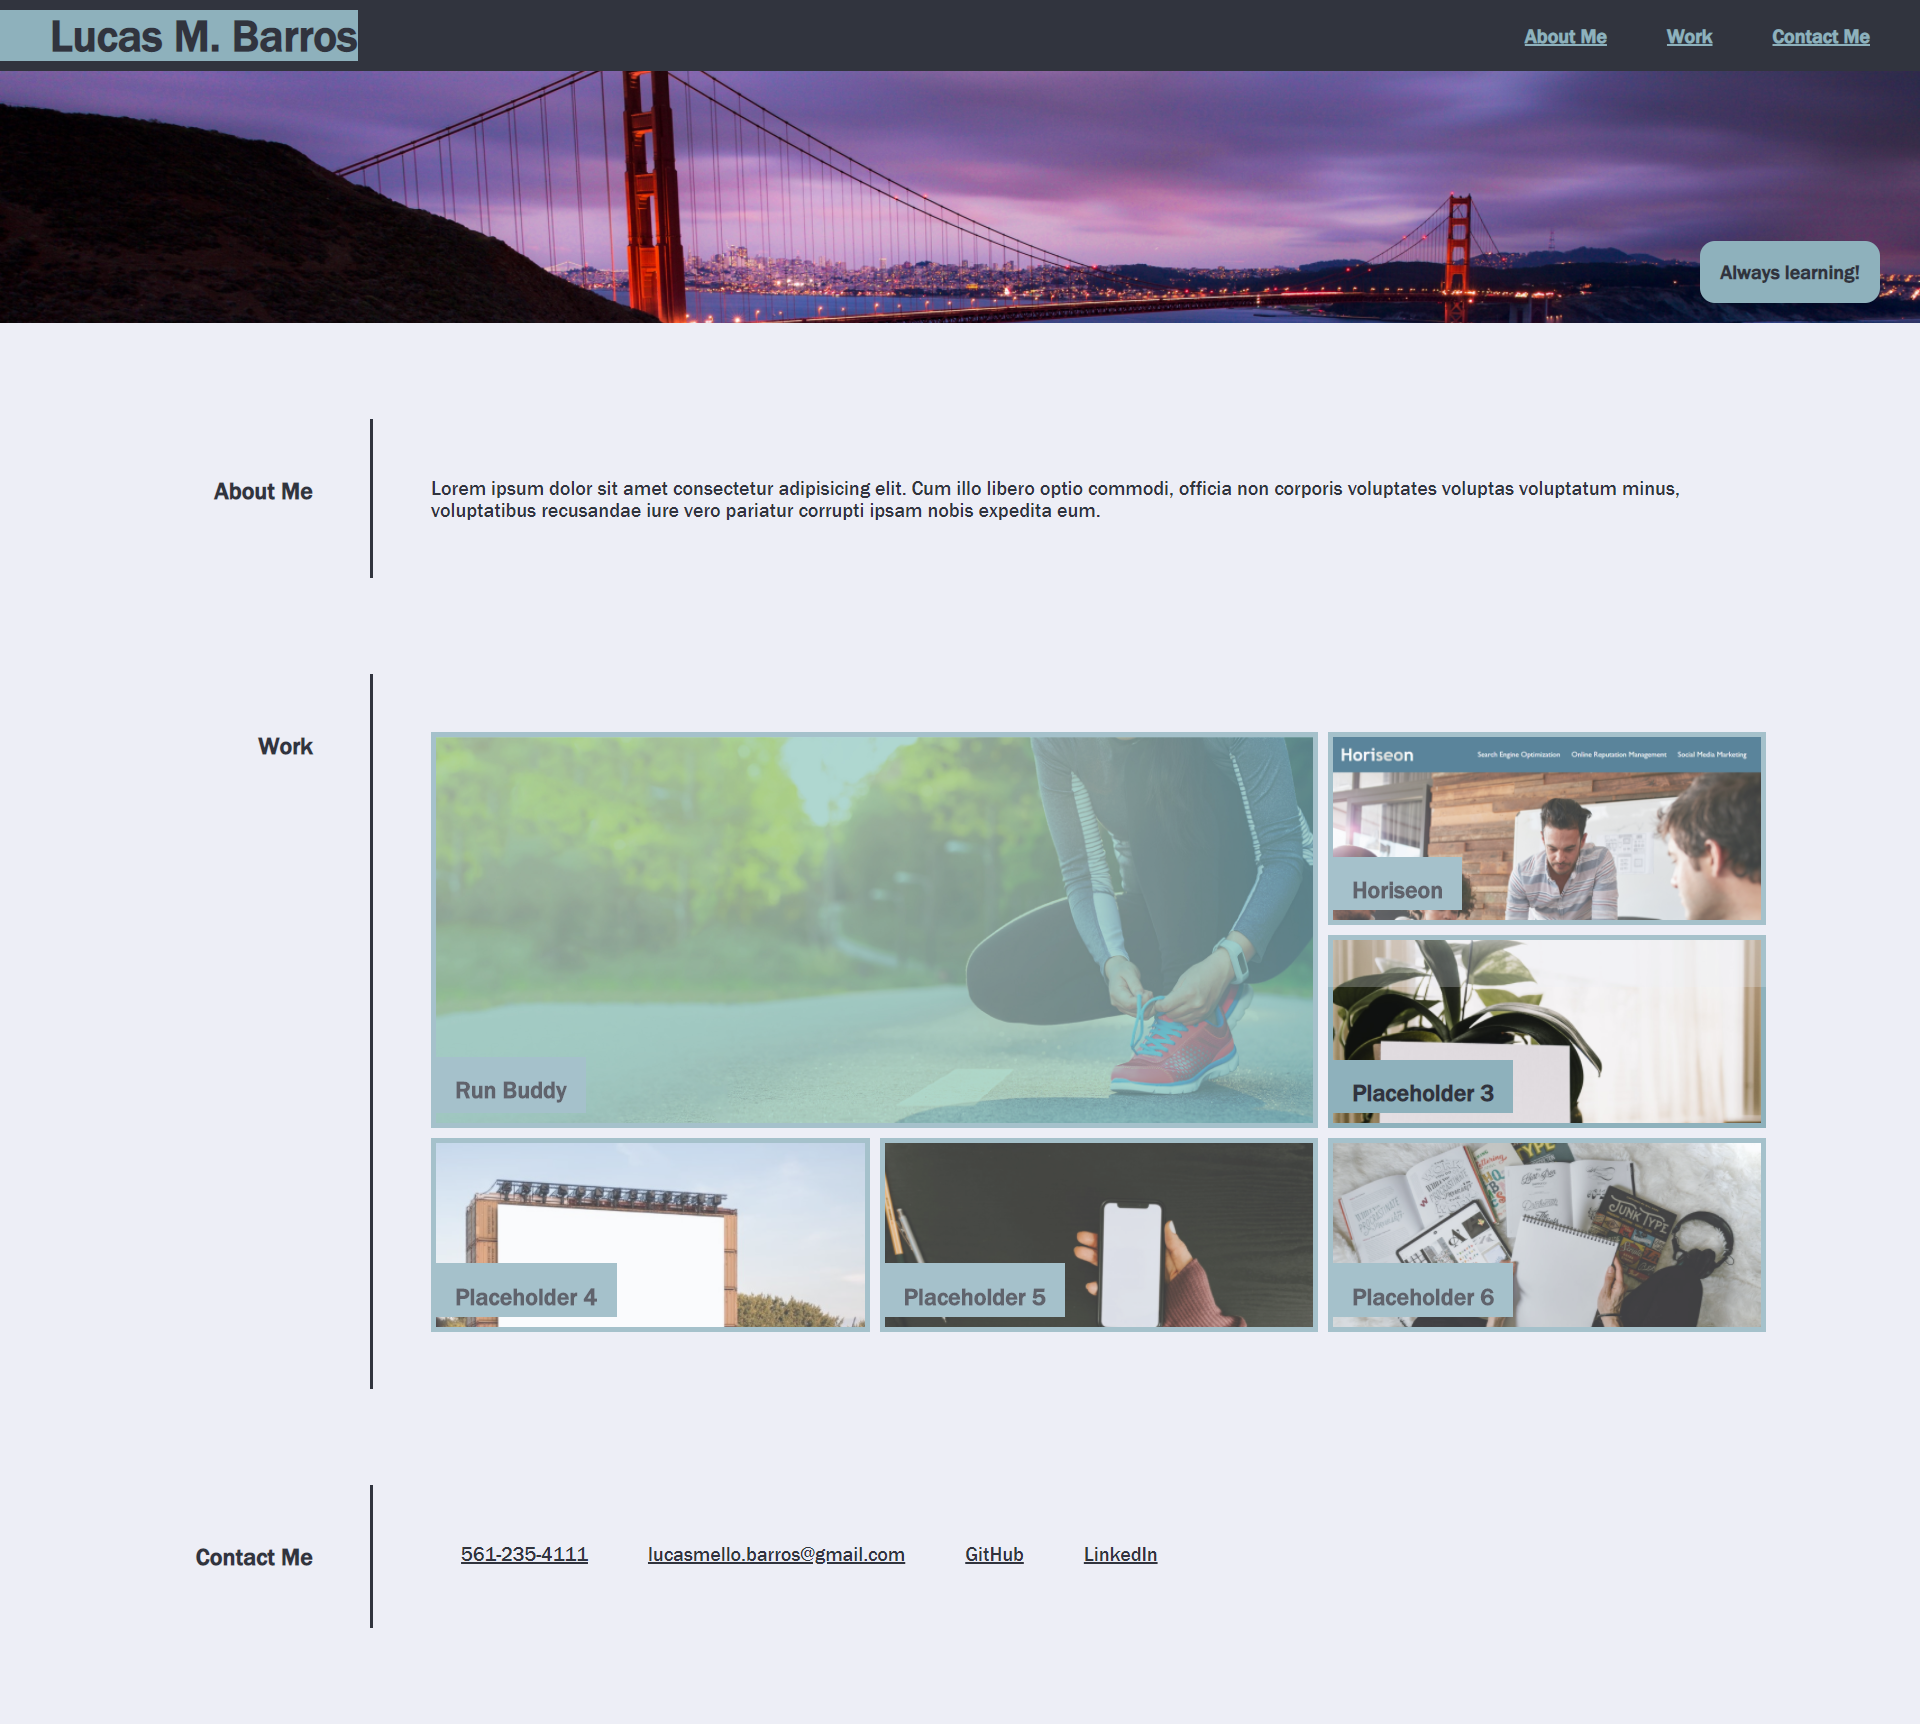 Lucas M. Barros
About Me
Work
Contact Me
Always learning!
About Me
Lorem ipsum dolor sit amet consectetur adipisicing elit. Cum illo libero optio commodi, officia non corporis voluptates voluptas voluptatum minus,
voluptatibus recusandae iure vero pariatur corrupti ipsam nobis expedita eum.
Work
Horiseon
Search Engine Optimization
Online Reputation Management
Social Media Marketing
Horiseon
Run Buddy
Placeholder 3
JUNK TYPE
Placeholder 4
Placeholder 5
Placeholder 6
Contact Me
561-235-4111
lucasmello.barros@gmail.com
GitHub
LinkedIn